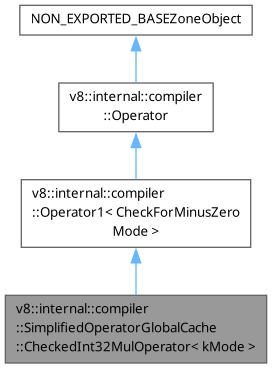 NON_EXPORTED_BASEZoneObject
v8::internal::compiler
::Operator
v8::internal::compiler
::Operator1< CheckForMinusZero
Mode >
v8::internal::compiler
::SimplifiedOperatorGlobalCache
::CheckedInt32MulOperator< kMode >